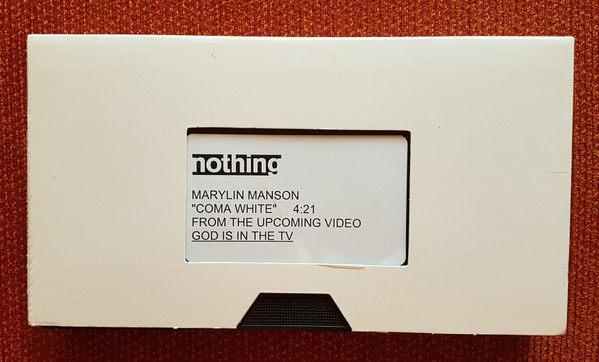 nothing
MARYLIN MANSON
"COMA WHITE" 4:21
FROM THE UPCOMING VIDEO
GOD IS IN THE TV